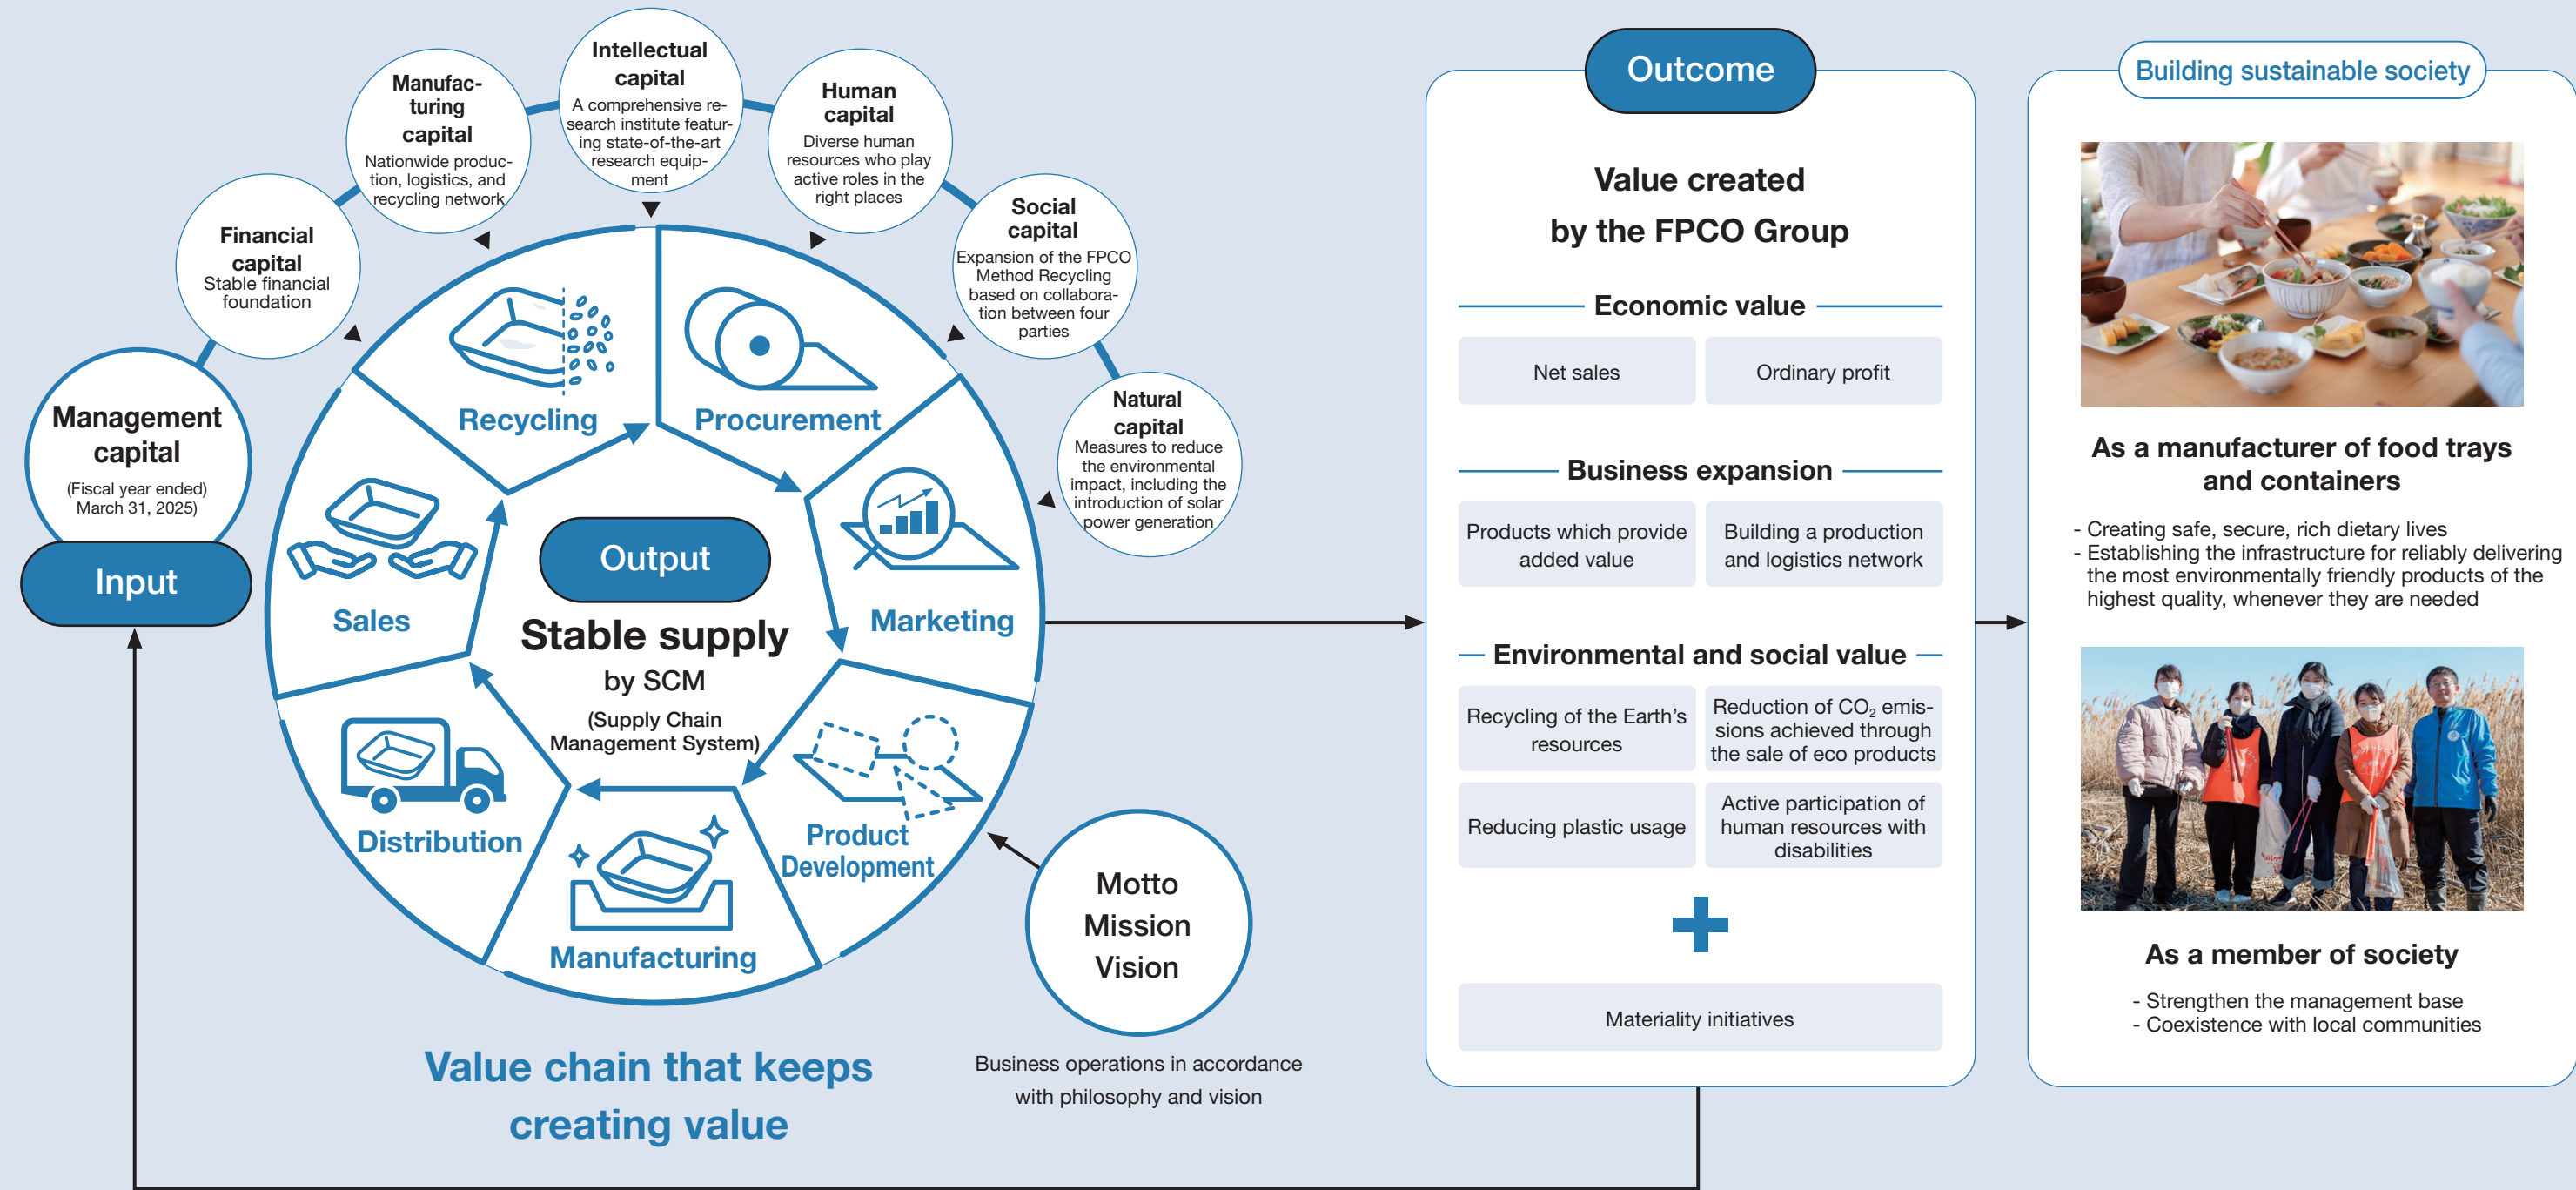 Management
capital
(Fiscal year ended)
March 31, 2025)
Input
Financial
capital
Stable financial
foundation
Manufac-
turing
capital
Nationwide produc-
tion, logistics, and
recycling network
Intellectual
capital
A comprehensive re-
search institute featur-
ing state-of-the-art
research equip-
ment
Human
capital
Diverse human
resources who play
active roles in the
right places
Social
capital
Expansion of the FPCO
Method Recycling
based on collabora-
tion between four
parties
Natural
capital
Measures to reduce
the environmental
impact, including the
introduction of solar
power generation
Recycling
Procurement
Marketing
Product
Development
Manufacturing
Distribution
Sales
Output
Stable supply
by SCM
(Supply Chain
Management System)
Motto
Mission
Vision
Business operations in accordance
with philosophy and vision
Value chain that keeps
creating value
Outcome
Value created
by the FPCO Group
Economic value
Net sales
Ordinary profit
Business expansion
Products which provide
added value
Building a production
and logistics network
Environmental and social value
Recycling of the Earth's
resources
Reduction of CO₂ emis-
sions achieved through
the sale of eco products
Reducing plastic usage
Active participation of
human resources with
disabilities
Materiality initiatives
Building sustainable society
As a manufacturer of food trays
and containers
- Creating safe, secure, rich dietary lives
- Establishing the infrastructure for reliably delivering
the most environmentally friendly products of the
highest quality, whenever they are needed
As a member of society
- Strengthen the management base
- Coexistence with local communities